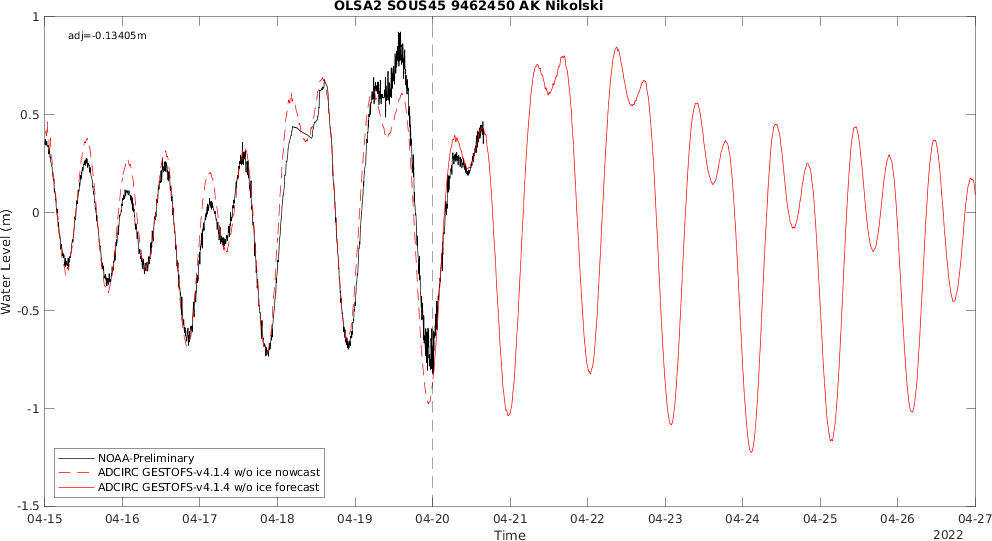 OLSA2 SOUS45 9462450 AK Nikolski
adj=-0.13405m
1
0.5
0
-0.5
-1
-1.5
Water Level (m)
NOAA-Preliminary
ADCIRC GESTOFS-v4.1.4 w/o ice nowcast
ADCIRC GESTOFS-v4.1.4 w/o ice forecast
04-15 04-16 04-17 04-18 04-19 04-20 04-21 04-22 04-23 04-24 04-25 04-26 04-27
Time
2022